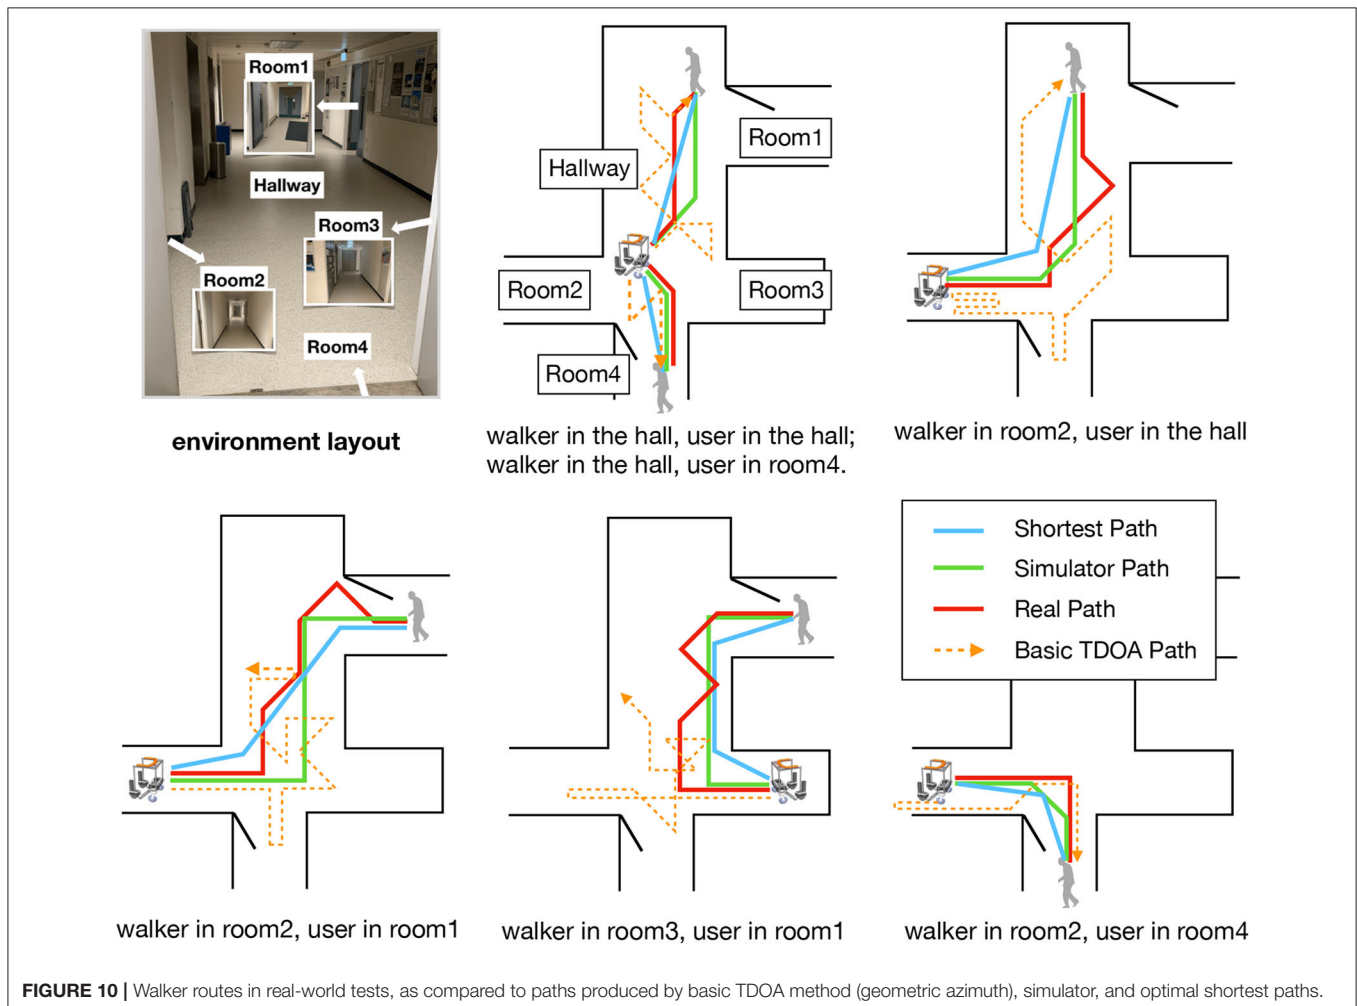 Room1
Hallway
Room3
Room2
Room4
environment layout
Room1
Hallway
Room2
Room3
Room4
walker in the hall, user in the hall;
walker in the hall, user in room4.
walker in room2, user in the hall
Shortest Path
Simulator Path
Real Path
Basic TDOA Path
walker in room2, user in room1
walker in room3, user in room1
walker in room2, user in room4
FIGURE 10 | Walker routes in real-world tests, as compared to paths produced by basic TDOA method (geometric azimuth), simulator, and optimal shortest paths.